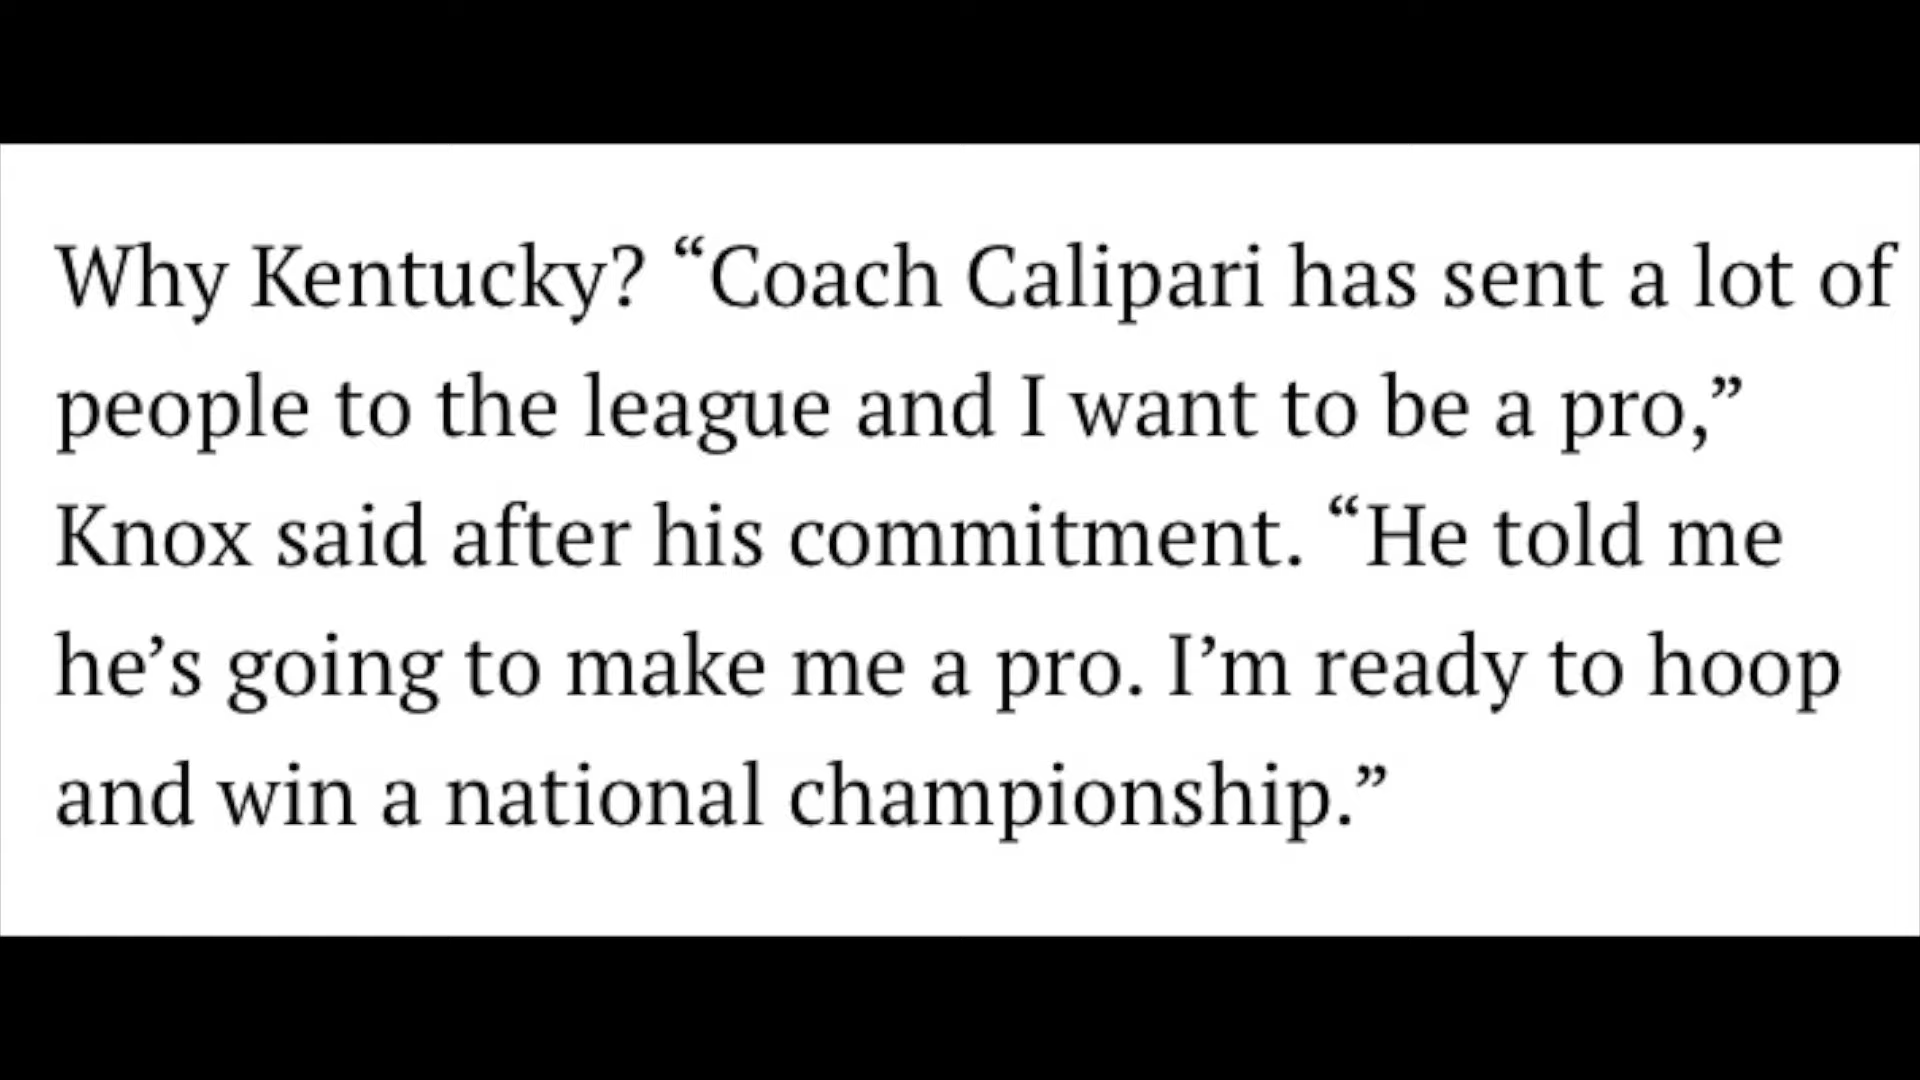 Why Kentucky? “Coach Calipari has sent a lot of
people to the league and I want to be a pro,”
Knox said after his commitment. “He told me
he’s going to make me a pro. I’m ready to hoop
and win a national championship.”